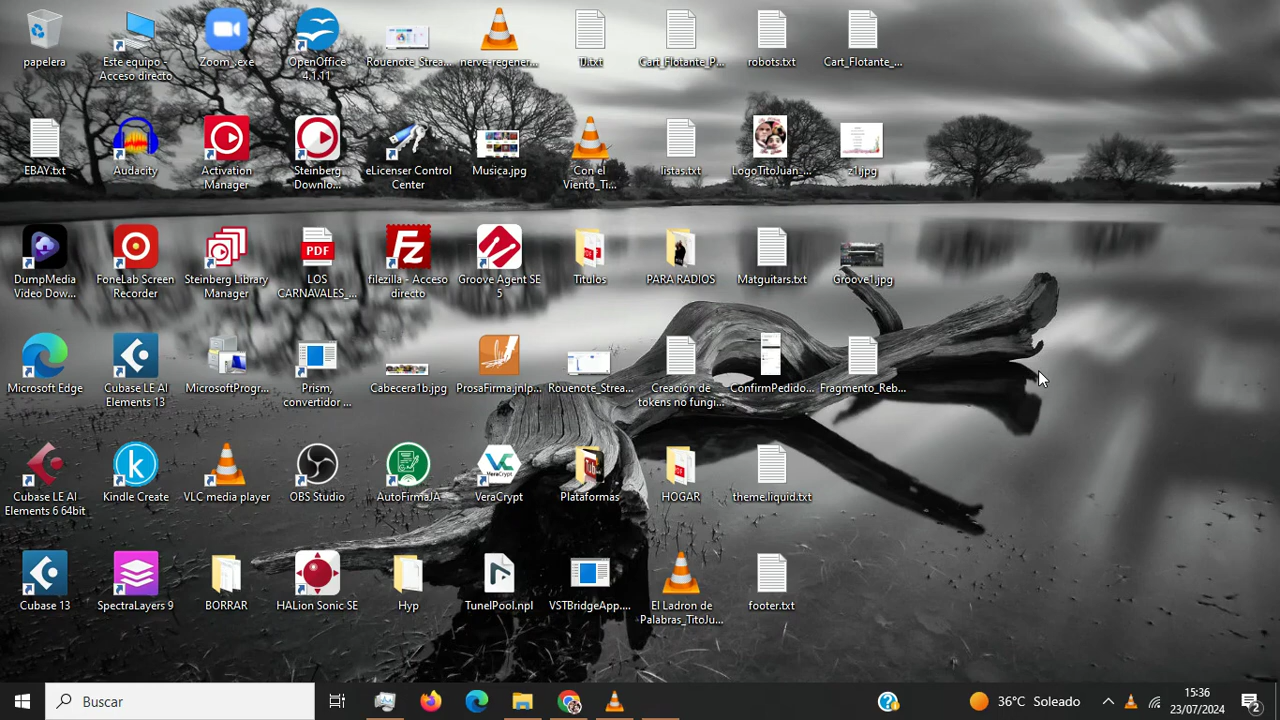 papelera
Este equipo -
Acceso directo
Zoom_.exe
OpenOffice
4.1.11
Rouenote_Strea...
nerve-regener...
TJ.txt
Cart_Flotante_P...
robots.txt
Cart_Flotante_...
EBAY.txt
Audacity
Activation
Manager
Steinberg
Downlo...
eLicenser Control
Center
Musica.jpg
Con el
Viento_Ti...
listas.txt
LogoTitoJuan_...
z1.jpg
DumpMedia
Video Dow...
FoneLab Screen
Recorder
Steinberg Library
Manager
PDF
LOS
CARNAVALES_...
filezilla - Acceso
directo
Groove Agent SE
5
Titulos
PARA RADIOS
Matguitars.txt
Groove1.jpg
Microsoft Edge
Cubase LE AI
Elements 13
MicrosoftProgr...
Prism,
convertidor ...
Cabecera1b.jpg
ProsaFirma.jnlp...
Rouenote_Strea...
Creación de
tokens no fungi...
ConfirmPedido...
Fragmento_Reb...
Cubase LE AI
Elements 6 64bit
Kindle Create
VLC media player
OBS Studio
AutoFirmaJA
VeraCrypt
Plataformas
HOGAR
theme.liquid.txt
Cubase 13
SpectraLayers 9
BORRAR
HALion Sonic SE
Hyp
TunelPool.npl
VSTBridgeApp....
El Ladron de
Palabras_TitoJu...
footer.txt
Buscar
36°C Soleado
15:36
23/07/2024
2